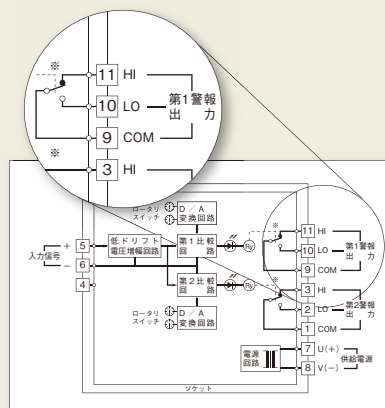 ※
11 HI
10 LO
第1警報
出 力
9 COM
※
3 HI
ロータリ
スイッチ
D／A
変換回路
※
5
+
入力信号
−
6
4
低ドリフト
電圧増幅回路
第1比較
回 路
Ry
11 HI
10 LO
第1警報
出 力
9 COM
※
3 HI
第2比較
回 路
Ry
2 LO
第2警報
出 力
1 COM
ロータリ
スイッチ
D／A
変換回路
電源
回路
7 U(+)
供給電源
8 V(−)
ソケット